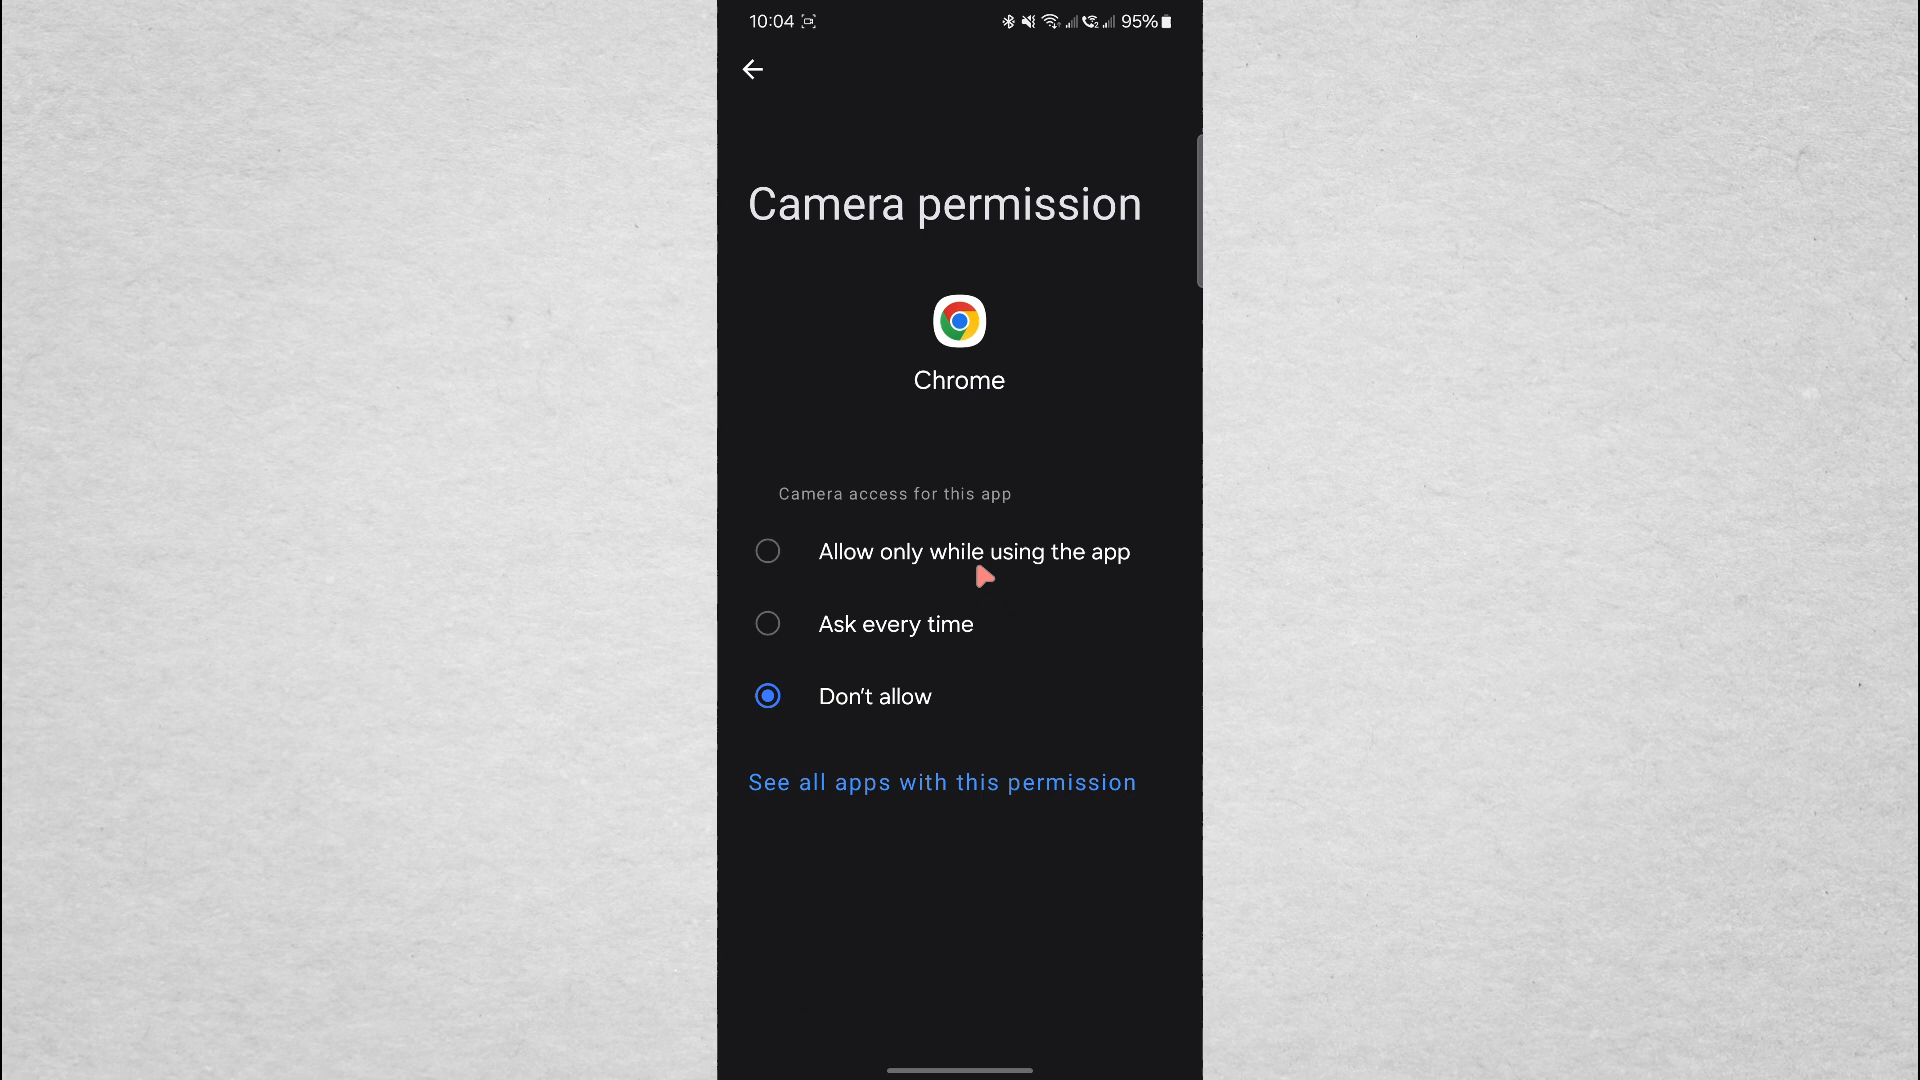 10:04 95%
Camera permission
Chrome
Camera access for this app
Allow only while using the app
Ask every time
Don't allow
See all apps with this permission